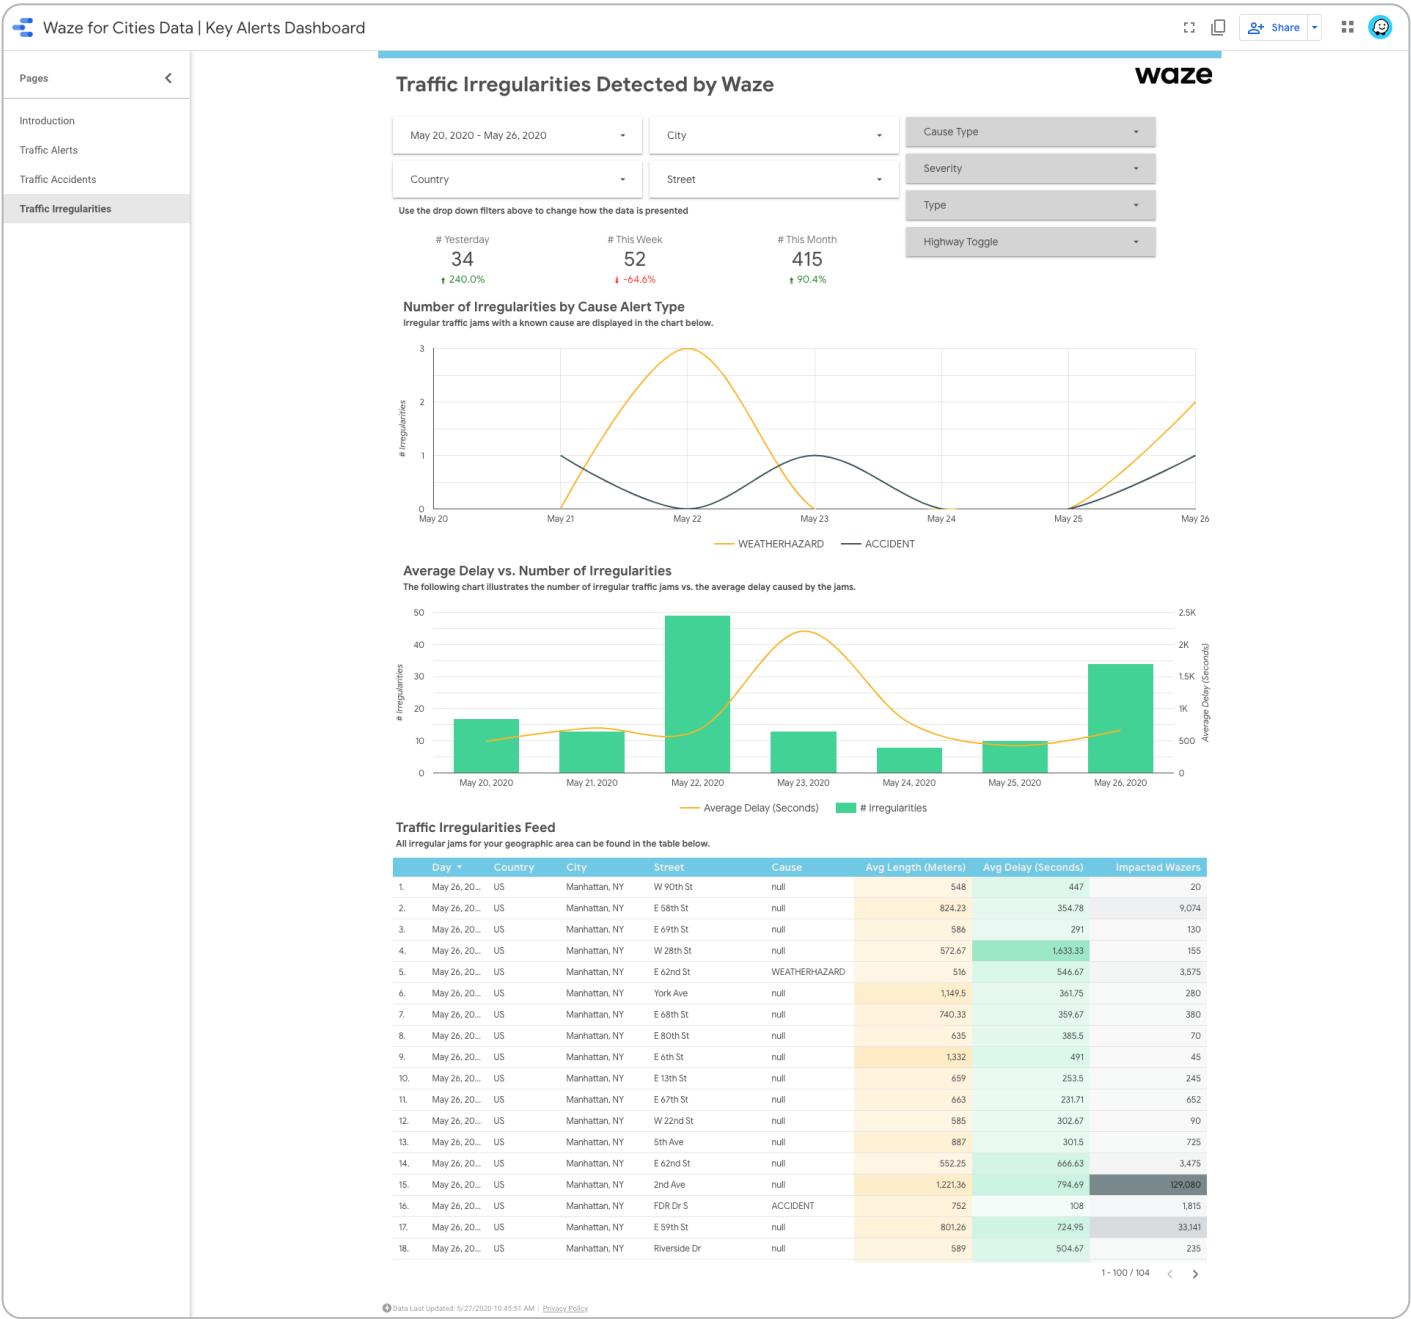 Waze for Cities Data | Key Alerts Dashboard
Share
Pages
Introduction
Traffic Alerts
Traffic Accidents
Traffic Irregularities
Traffic Irregularities Detected by Waze
waze
May 20, 2020 - May 26, 2020
City
Cause Type
Severity
Country
Street
Type
Highway Toggle
Use the drop down filters above to change how the data is presented
# Yesterday
34
240.0%
# This Week
52
-64.6%
# This Month
415
90.4%
Number of Irregularities by Cause Alert Type
Irregular traffic jams with a known cause are displayed in the chart below.
# Irregularities
3
2
1
0
May 20 May 21 May 22 May 23 May 24 May 25 May 26
WEATHERHAZARD ACCIDENT
Average Delay vs. Number of Irregularities
The following chart illustrates the number of irregular traffic jams vs. the average delay caused by the jams.
# Irregularities
50 2.5K
40 2K
30 1.5K
20 1K
10 500
0 0
Average Delay (Seconds)
May 20, 2020 May 21, 2020 May 22, 2020 May 23, 2020 May 24, 2020 May 25, 2020 May 26, 2020
Average Delay (Seconds) # Irregularities
Traffic Irregularities Feed
All irregular jams for your geographic area can be found in the table below.
Day Country City Street Cause Avg Length (Meters) Avg Delay (Seconds) Impacted Wazers
1. May 26, 20... US Manhattan, NY W 90th St null 548 447 20
2. May 26, 20... US Manhattan, NY E 58th St null 824.23 354.78 9,074
3. May 26, 20... US Manhattan, NY E 69th St null 586 291 130
4. May 26, 20... US Manhattan, NY W 28th St null 572.67 1,633.33 155
5. May 26, 20... US Manhattan, NY E 62nd St WEATHERHAZARD 516 546.67 3,575
6. May 26, 20... US Manhattan, NY York Ave null 1,149.5 361.75 280
7. May 26, 20... US Manhattan, NY E 68th St null 740.33 359.67 380
8. May 26, 20... US Manhattan, NY E 80th St null 635 385.5 70
9. May 26, 20... US Manhattan, NY E 6th St null 1,332 491 45
10. May 26, 20... US Manhattan, NY E 13th St null 659 253.5 245
11. May 26, 20... US Manhattan, NY E 67th St null 663 231.71 652
12. May 26, 20... US Manhattan, NY W 22nd St null 585 302.67 90
13. May 26, 20... US Manhattan, NY 5th Ave null 887 301.5 725
14. May 26, 20... US Manhattan, NY E 62nd St null 552.25 666.63 3,475
15. May 26, 20... US Manhattan, NY 2nd Ave null 1,221.36 794.69 129,080
16. May 26, 20... US Manhattan, NY FDR Dr S ACCIDENT 752 108 1,815
17. May 26, 20... US Manhattan, NY E 59th St null 801.26 724.95 33,141
18. May 26, 20... US Manhattan, NY Riverside Dr null 589 504.67 235
1 - 100 / 104
Data Last Updated: 5/27/2020 10:45:51 AM | Privacy Policy